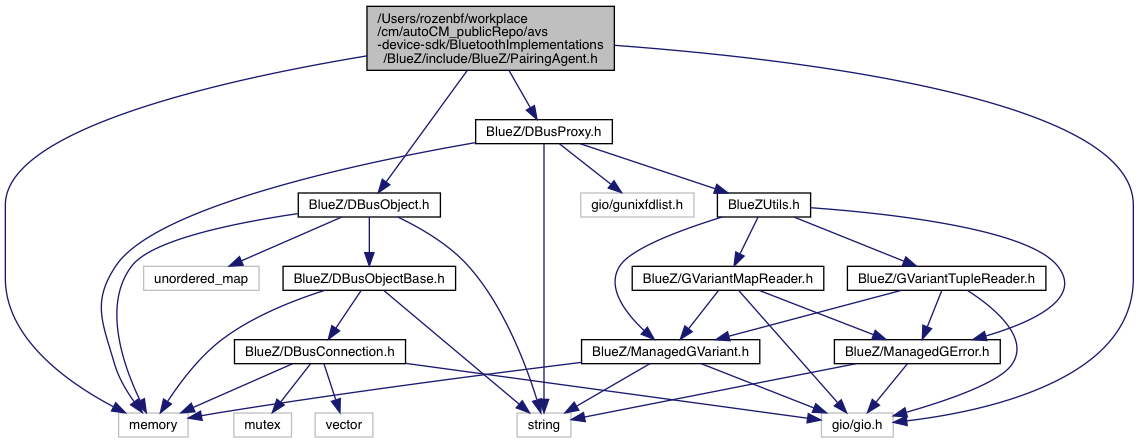 /Users/rozenbf/workplace
/cm/autoCM_publicRepo/avs
-device-sdk/BluetoothImplementations
/BlueZ/include/BlueZ/PairingAgent.h
BlueZ/DBusProxy.h
BlueZ/DBusObject.h
gio/gunixfdlist.h
BlueZUtils.h
unordered_map
BlueZ/DBusObjectBase.h
BlueZ/GVariantMapReader.h
BlueZ/GVariantTupleReader.h
BlueZ/DBusConnection.h
BlueZ/ManagedGVariant.h
BlueZ/ManagedGError.h
memory
mutex
vector
string
gio/gio.h